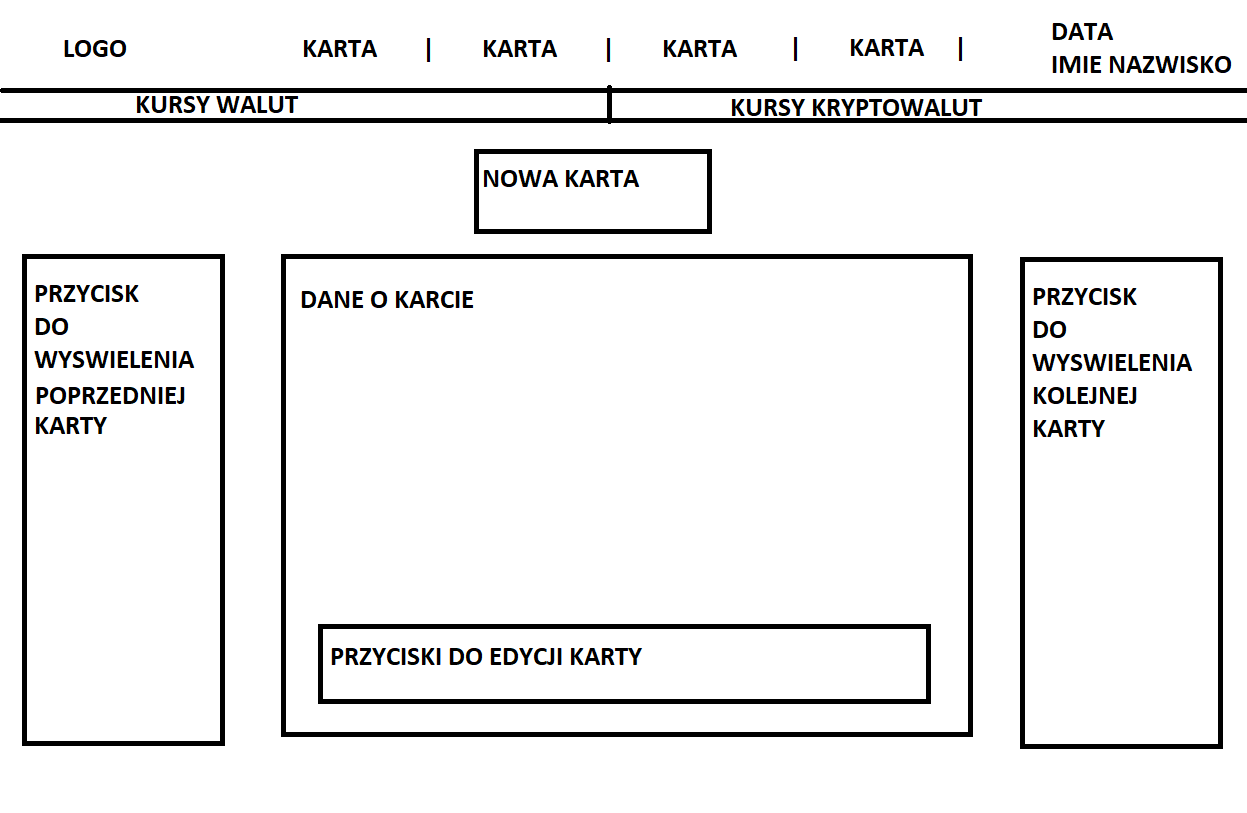 LOGO
KARTA | KARTA | KARTA | KARTA |
DATA
IMIE NAZWISKO
KURSY WALUT
KURSY KRYPTOWALUT
NOWA KARTA
PRZYCISK
DO
WYSWIELENIA
POPRZEDNIEJ
KARTY
DANE O KARCIE
PRZYCISKI DO EDYCJI KARTY
PRZYCISK
DO
WYSWIELENIA
KOLEJNEJ
KARTY